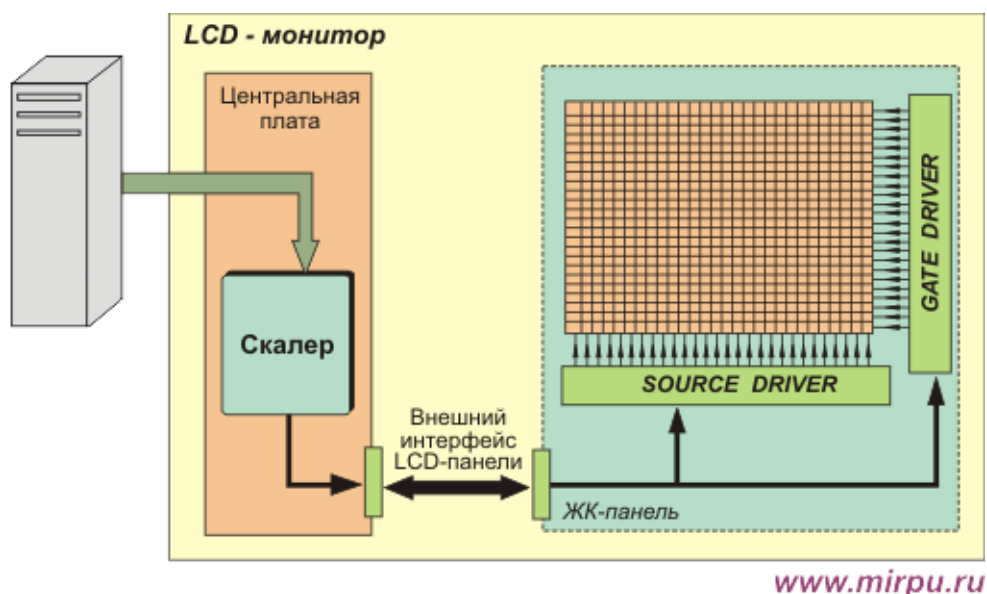 LCD - монитор
Центральная
плата
Скалер
Внешний
интерфейс
LCD-панели
GATE DRIVER
SOURCE DRIVER
ЖК-панель
www.mirpu.ru